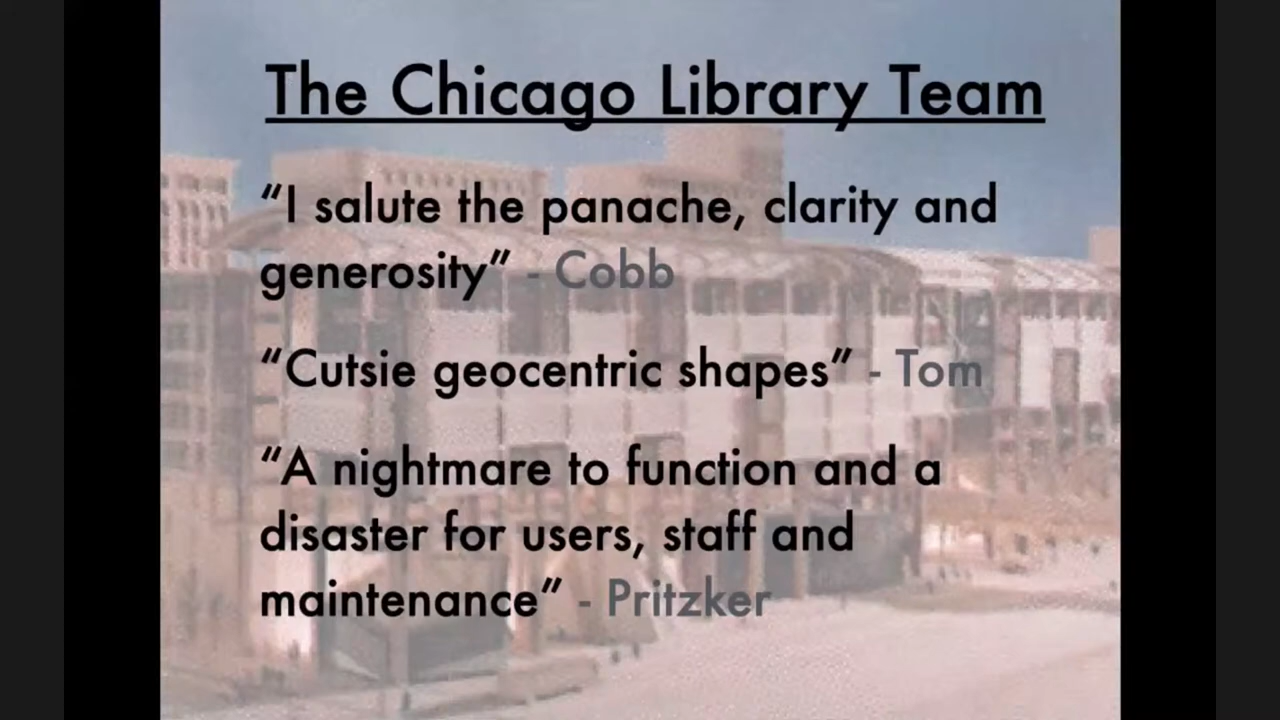 The Chicago Library Team
“I salute the panache, clarity and
generosity” - Cobb
“Cutsie geocentric shapes” - Tom
“A nightmare to function and a
disaster for users, staff and
maintenance” - Pritzker